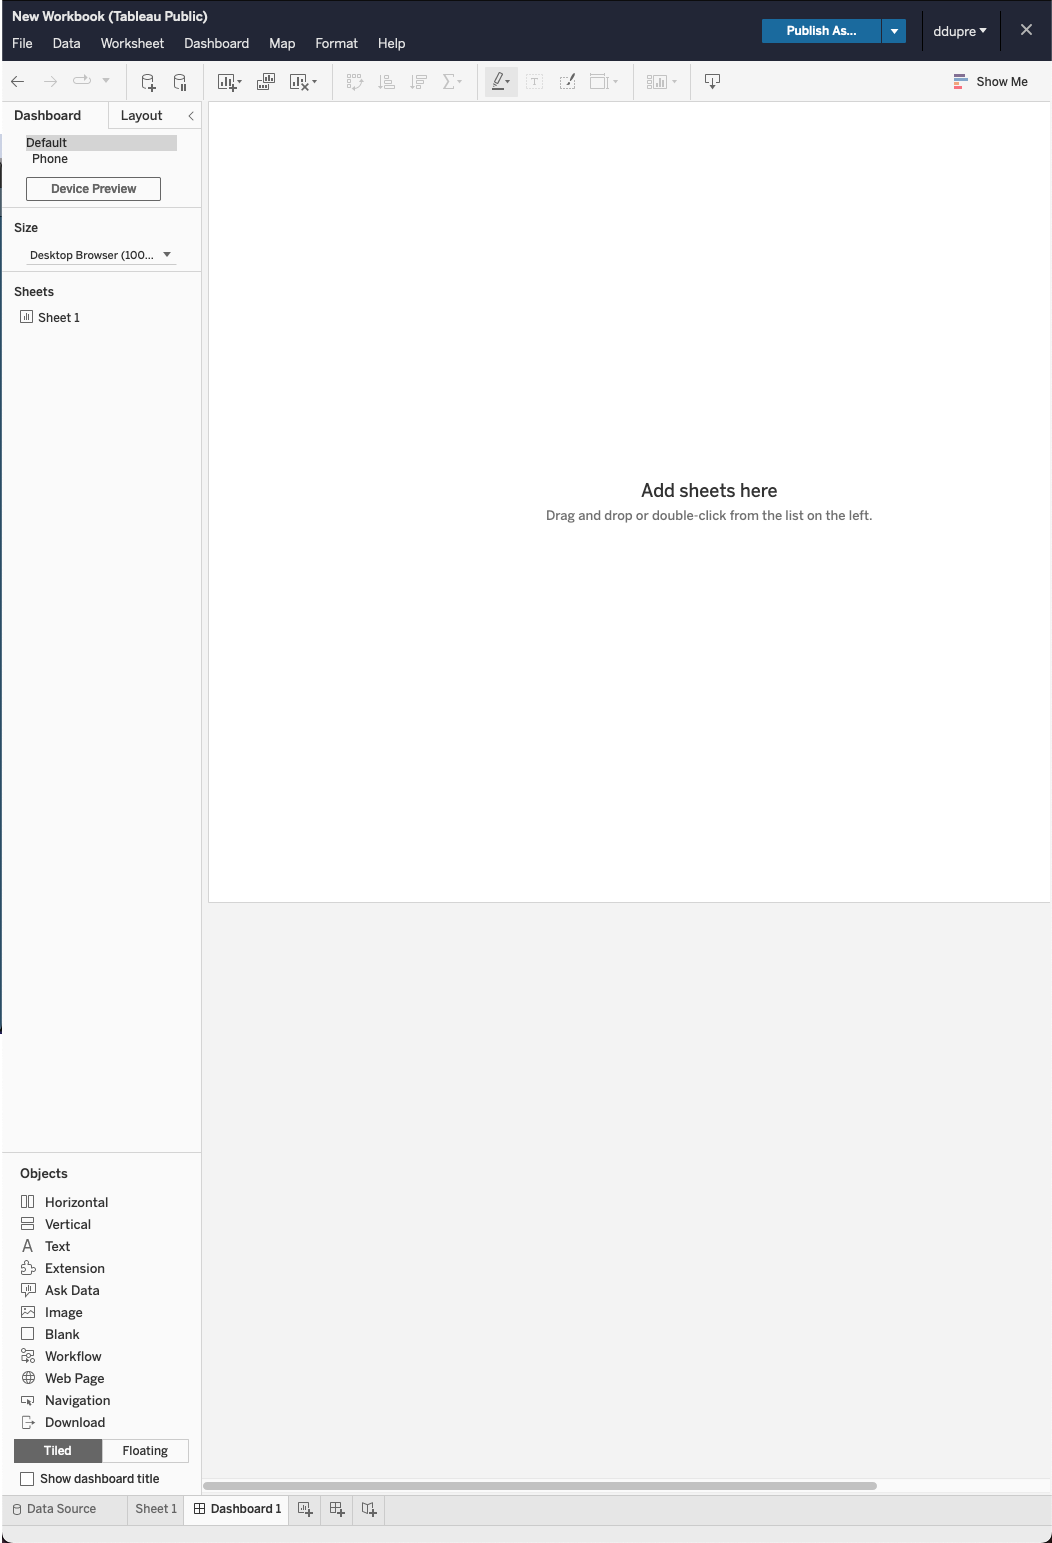 New Workbook (Tableau Public)
File Data Worksheet Dashboard Map Format Help
Publish As...
ddupre
Show Me
Dashboard Layout
Default
Phone
Device Preview
Size
Desktop Browser (100...
Sheets
Sheet 1
Add sheets here
Drag and drop or double-click from the list on the left.
Objects
Horizontal
Vertical
Text
Extension
Ask Data
Image
Blank
Workflow
Web Page
Navigation
Download
Tiled Floating
Show dashboard title
Data Source Sheet 1 Dashboard 1